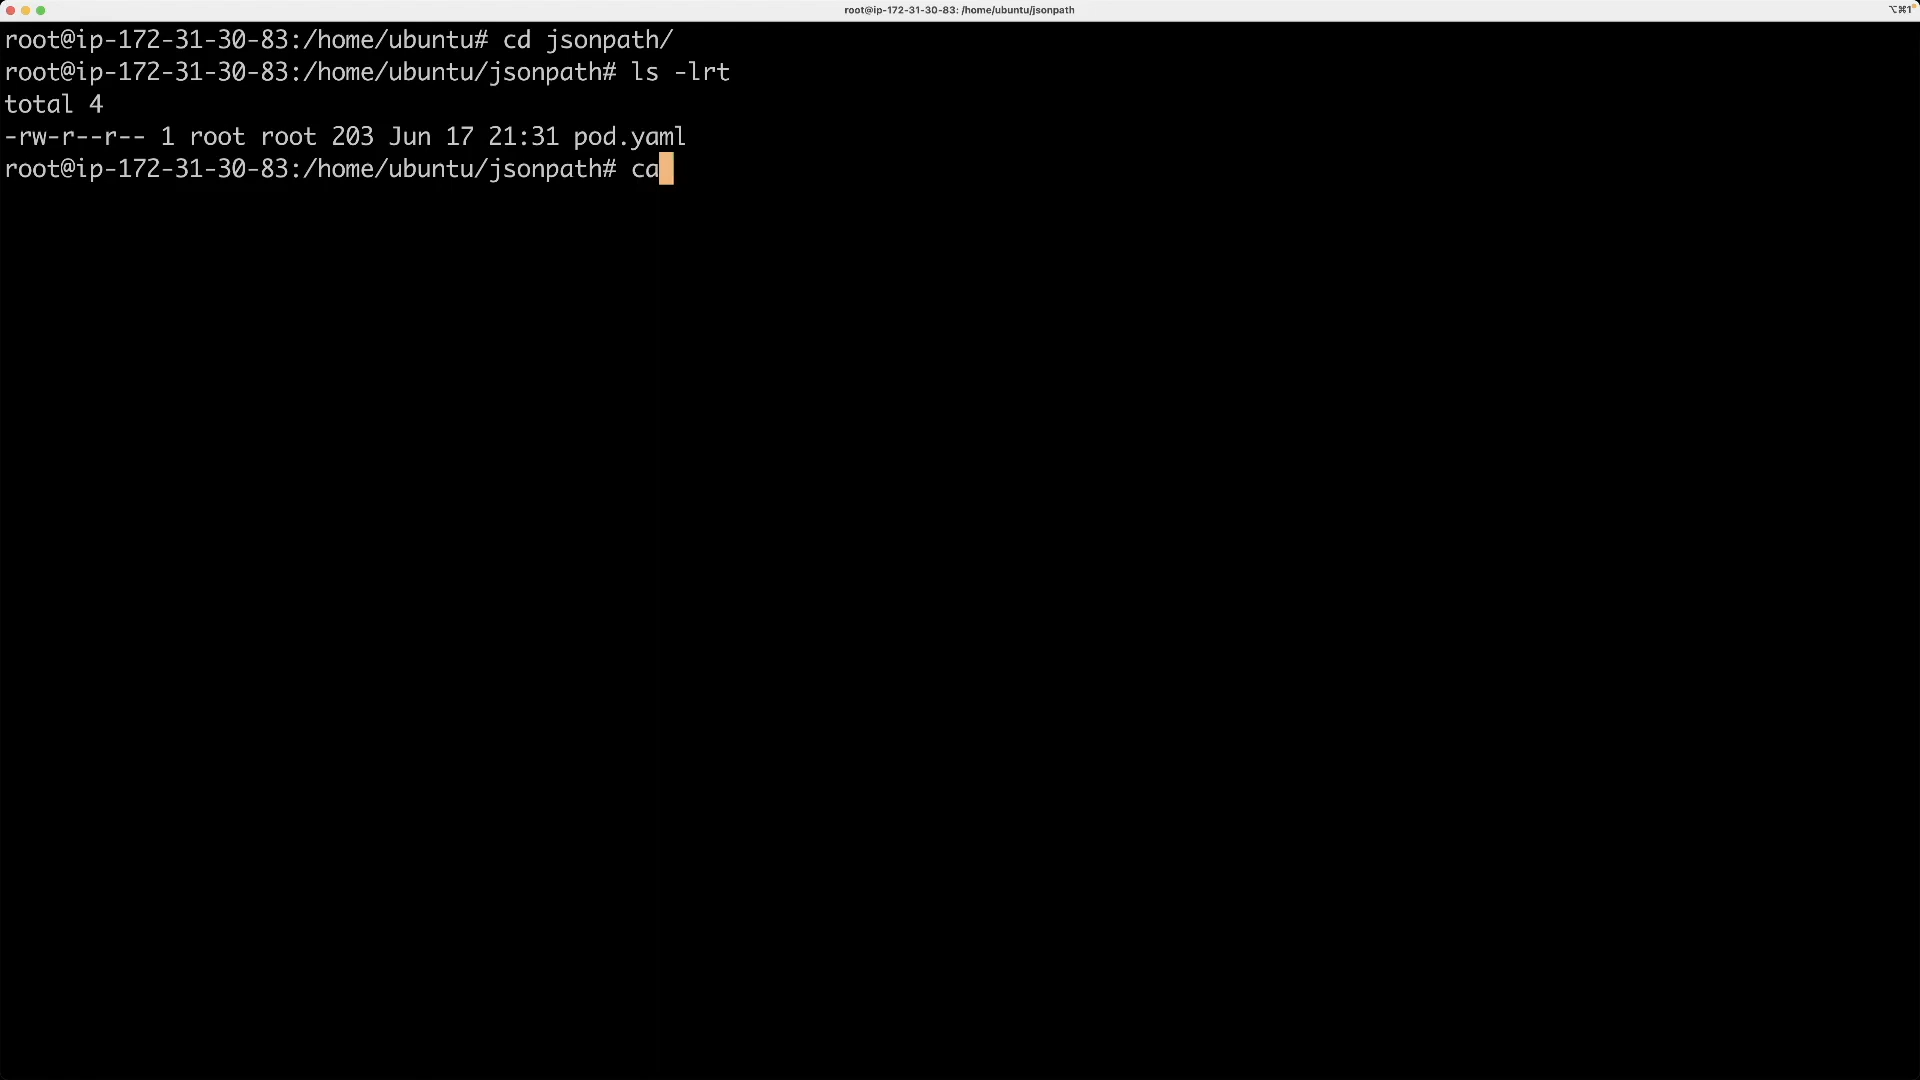 root@ip-172-31-30-83: /home/ubuntu/jsonpath
⌥⌘1
root@ip-172-31-30-83:/home/ubuntu# cd jsonpath/
root@ip-172-31-30-83:/home/ubuntu/jsonpath# ls -lrt
total 4
-rw-r--r-- 1 root root 203 Jun 17 21:31 pod.yaml
root@ip-172-31-30-83:/home/ubuntu/jsonpath# ca